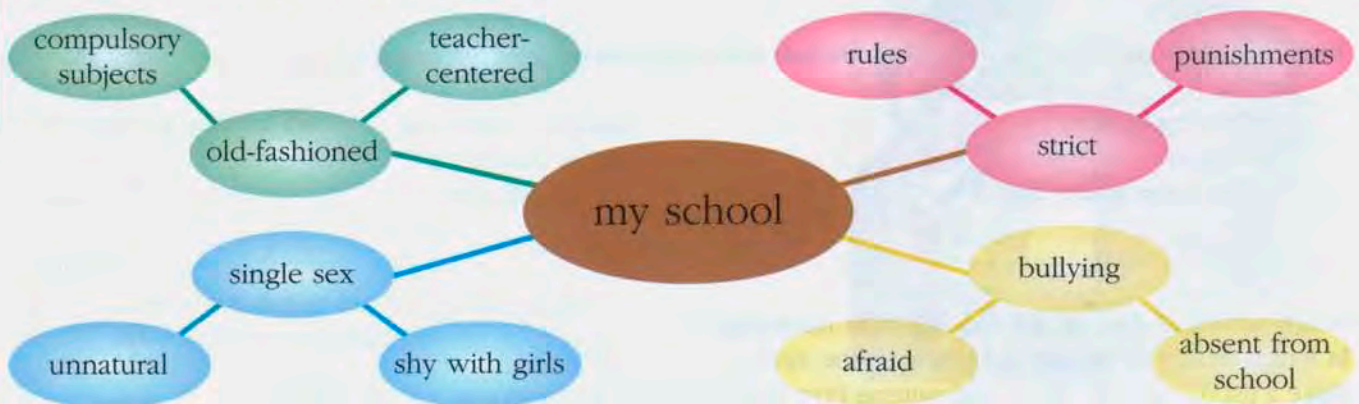 compulsory
subjects
teacher-
centered
old-fashioned
rules
punishments
strict
my school
single sex
unnatural
shy with girls
bullying
afraid
absent from
school